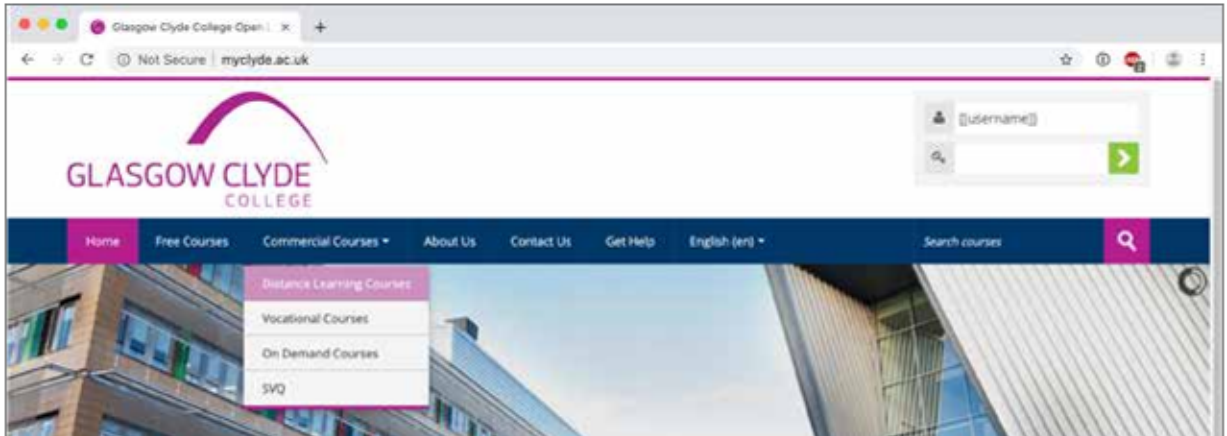 Glasgow Clyde College Open
Not Secure | myclyde.ac.uk
[[username]]
GLASGOW CLYDE
COLLEGE
Home Free Courses Commercial Courses About Us Contact Us Get Help English (en) Search courses
Distance Learning Courses
Vocational Courses
On Demand Courses
SVQ